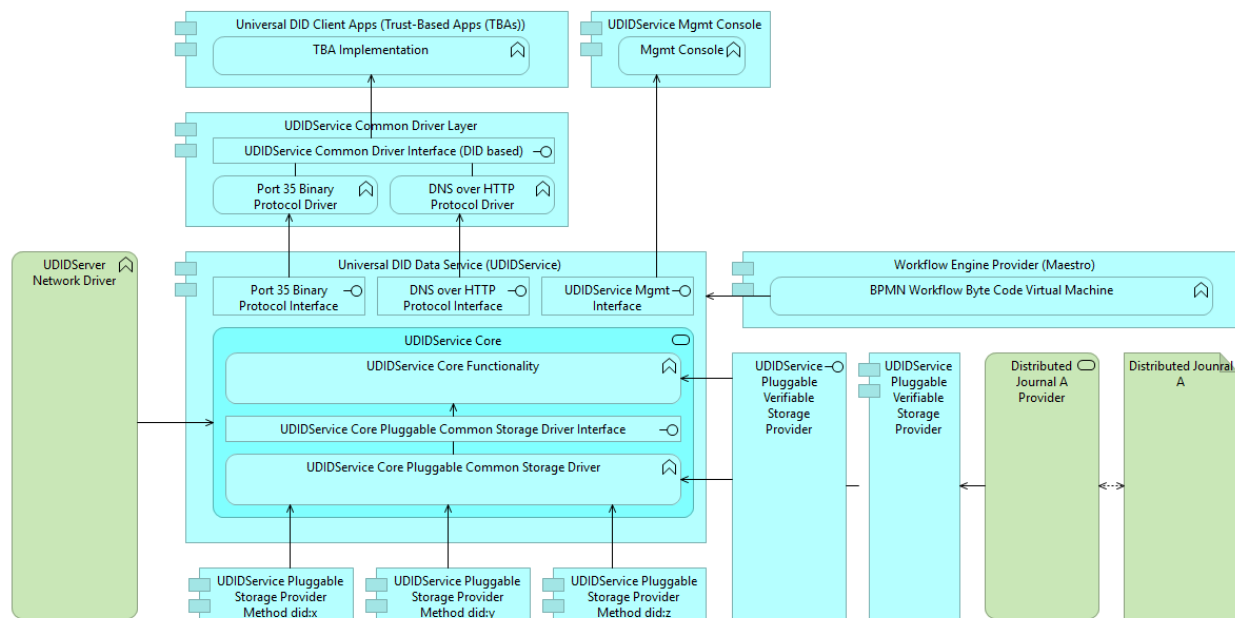 Universal DID Client Apps (Trust-Based Apps (TBAs))
TBA Implementation
UDIDService Mgmt Console
Mgmt Console
UDIDService Common Driver Layer
UDIDService Common Driver Interface (DID based)
Port 35 Binary
Protocol Driver
DNS over HTTP
Protocol Driver
UDIDServer
Network Driver
Universal DID Data Service (UDIDService)
Port 35 Binary
Protocol Interface
DNS over HTTP
Protocol Interface
UDIDService Mgmt
Interface
Workflow Engine Provider (Maestro)
BPMN Workflow Byte Code Virtual Machine
UDIDService Core
UDIDService Core Functionality
UDIDService Core Pluggable Common Storage Driver Interface
UDIDService Core Pluggable Common Storage Driver
UDIDService
Pluggable
Verifiable
Storage
Provider
UDIDService
Pluggable
Verifiable
Storage
Provider
Distributed
Journal A
Provider
Distributed Jounral
A
UDIDService Pluggable
Storage Provider
Method did:x
UDIDService Pluggable
Storage Provider
Method did:y
UDIDService Pluggable
Storage Provider
Method did:z